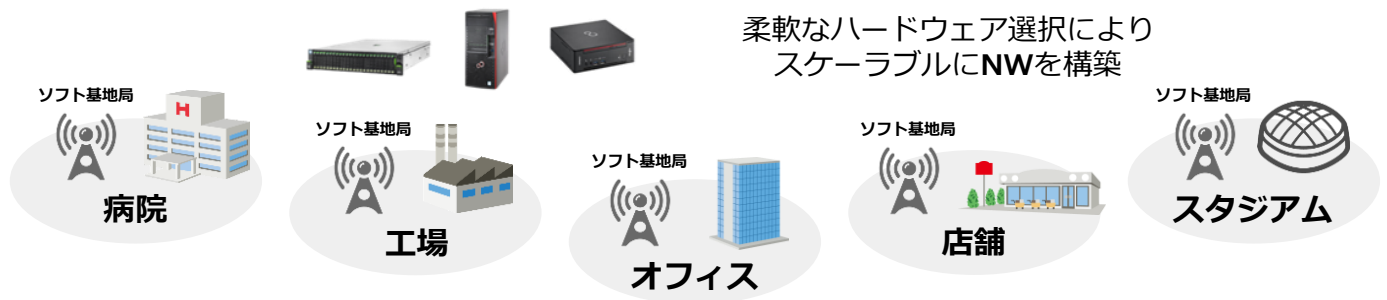 柔軟なハードウェア選択により
スケーラブルにNWを構築
ソフト基地局
H
病院
ソフト基地局
工場
ソフト基地局
オフィス
ソフト基地局
店舗
ソフト基地局
スタジアム